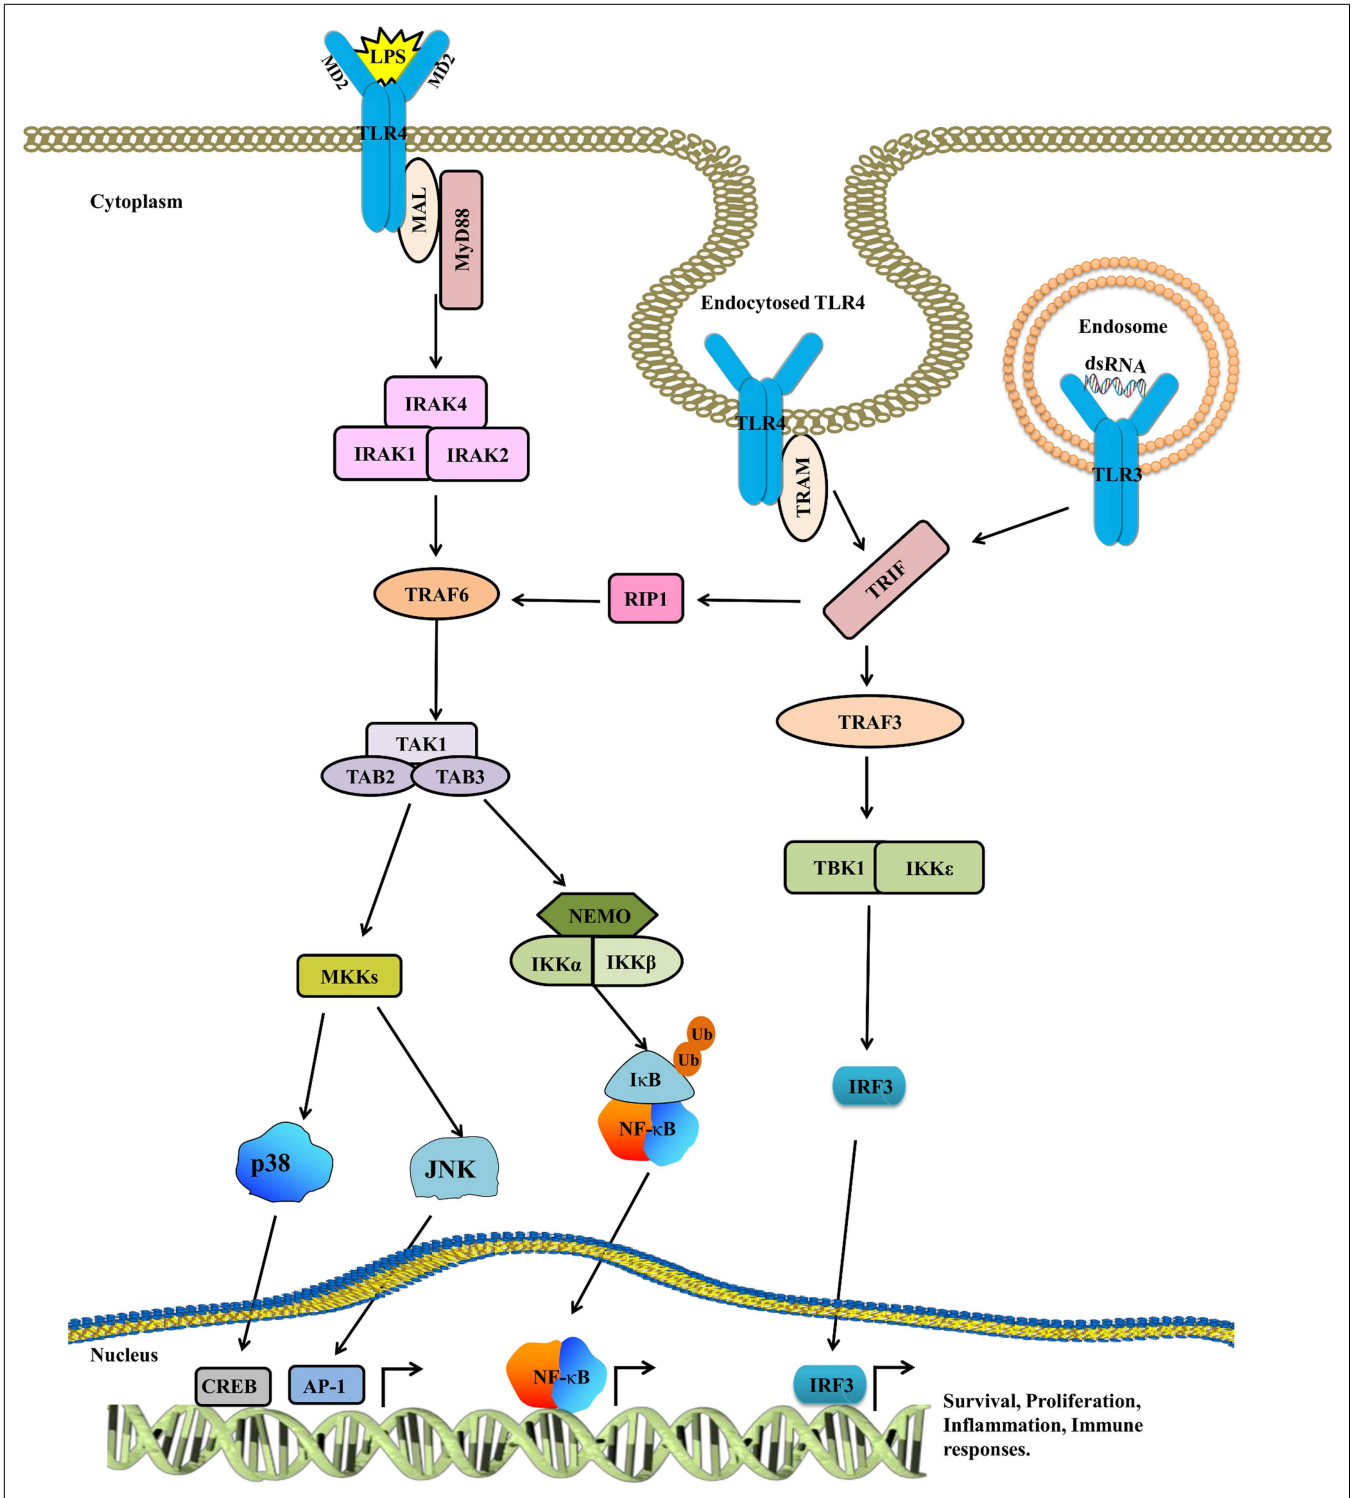 LPS
MD2
MD2
TLR4
Cytoplasm
MAL
MyD88
Endocytosed TLR4
Endosome
dsRNA
IRAK4
TLR4
IRAK1
IRAK2
TRAM
TLR3
TRIF
TRAF6
RIP1
TRAF3
TAK1
TAB2
TAB3
TBK1
IKKε
NEMO
IKKα
IKKβ
MKKs
Ub
Ub
IκB
IRF3
NF-κB
p38
JNK
Nucleus
CREB
AP-1
NF-κB
IRF3
Survival, Proliferation,
Inflammation, Immune
responses.